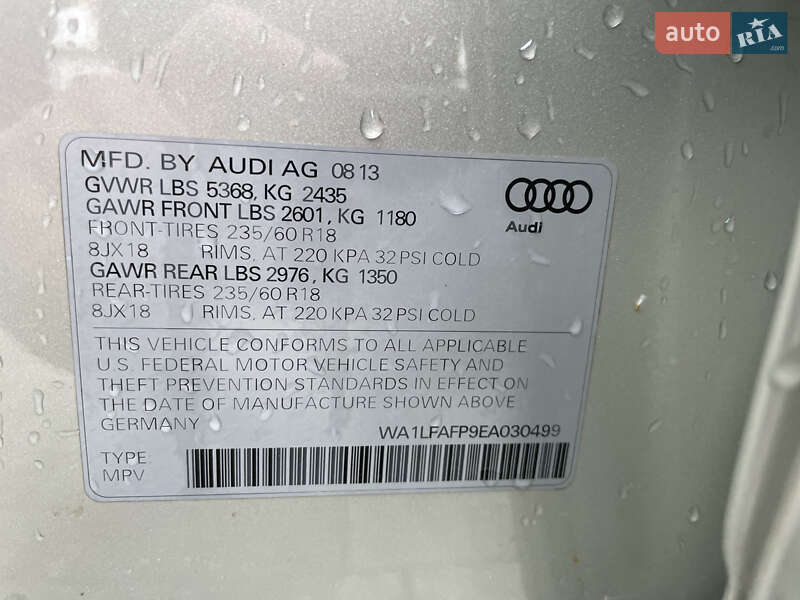 auto RIA
MFD. BY AUDI AG 08 13
GVWR LBS 5368, KG 2435
GAWR FRONT LBS 2601, KG 1180
FRONT-TIRES 235/60 R18
8JX18 RIMS, AT 220 KPA 32 PSI COLD
GAWR REAR LBS 2976, KG 1350
REAR-TIRES 235/60 R18
8JX18 RIMS, AT 220 KPA 32 PSI COLD
Audi
THIS VEHICLE CONFORMS TO ALL APPLICABLE
U.S. FEDERAL MOTOR VEHICLE SAFETY AND
THEFT PREVENTION STANDARDS IN EFFECT ON
THE DATE OF MANUFACTURE SHOWN ABOVE
GERMANY
WA1LFAFP9EA030499
TYPE
MPV